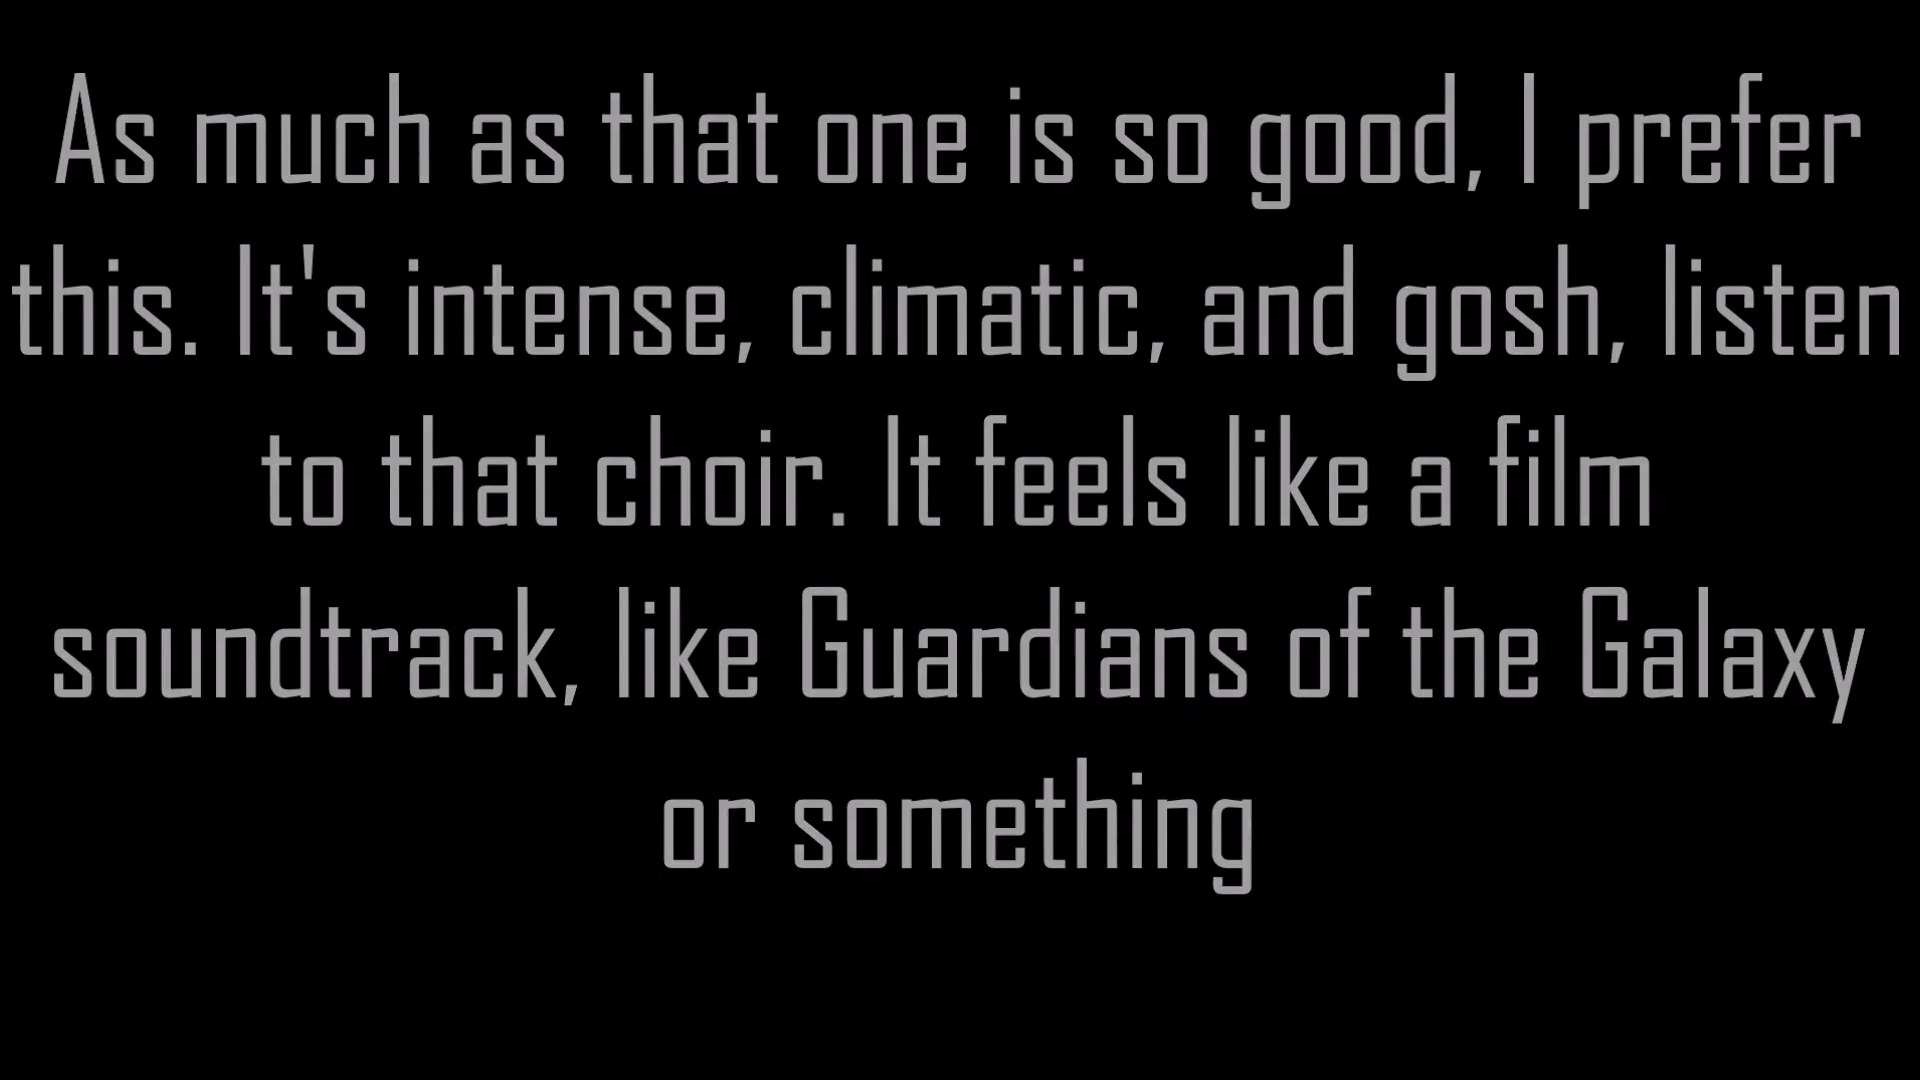 As much as that one is so good, I prefer
this. It's intense, climatic, and gosh, listen
to that choir. It feels like a film
soundtrack, like Guardians of the Galaxy
or something